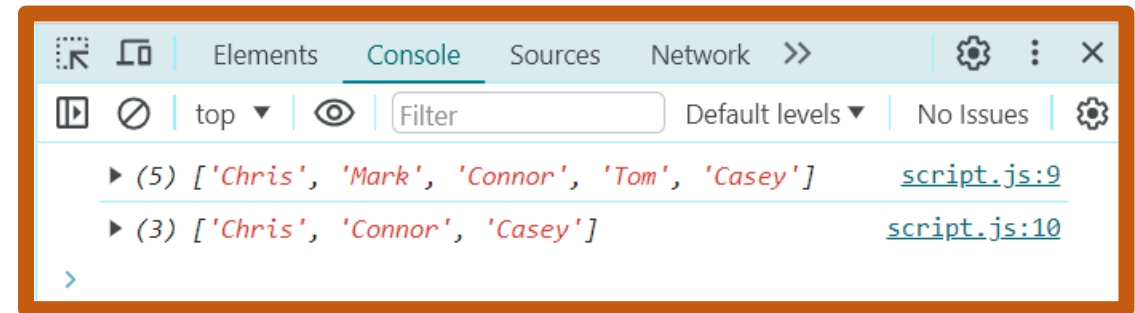 Elements Console Sources Network
top Filter Default levels No Issues
(5) ['Chris', 'Mark', 'Connor', 'Tom', 'Casey'] script.js:9
(3) ['Chris', 'Connor', 'Casey'] script.js:10